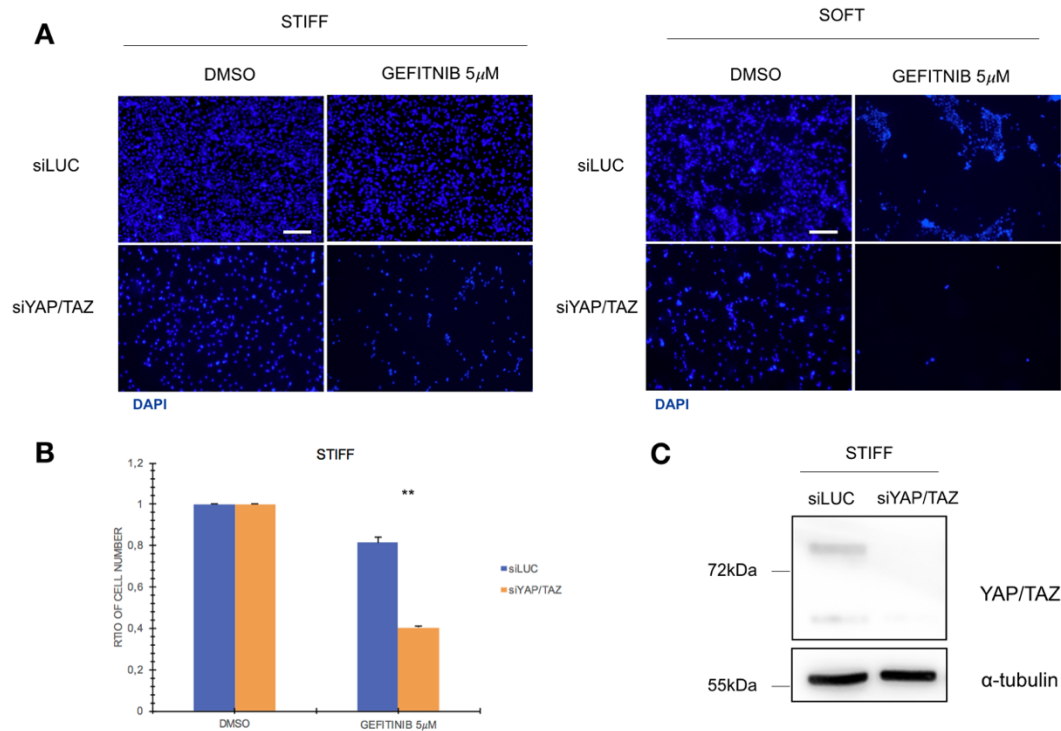 A
STIFF
DMSO
GEFITNIB 5μM
siLUC
siYAP/TAZ
DAPI
SOFT
DMSO
GEFITNIB 5μM
siLUC
siYAP/TAZ
DAPI
B
STIFF
RTIO OF CELL NUMBER
1,2
1
0,8
0,6
0,4
0,2
0
**
DMSO
GEFITINIB 5μM
siLUC
siYAP/TAZ
C
STIFF
siLUC siYAP/TAZ
72kDa
YAP/TAZ
55kDa
α-tubulin